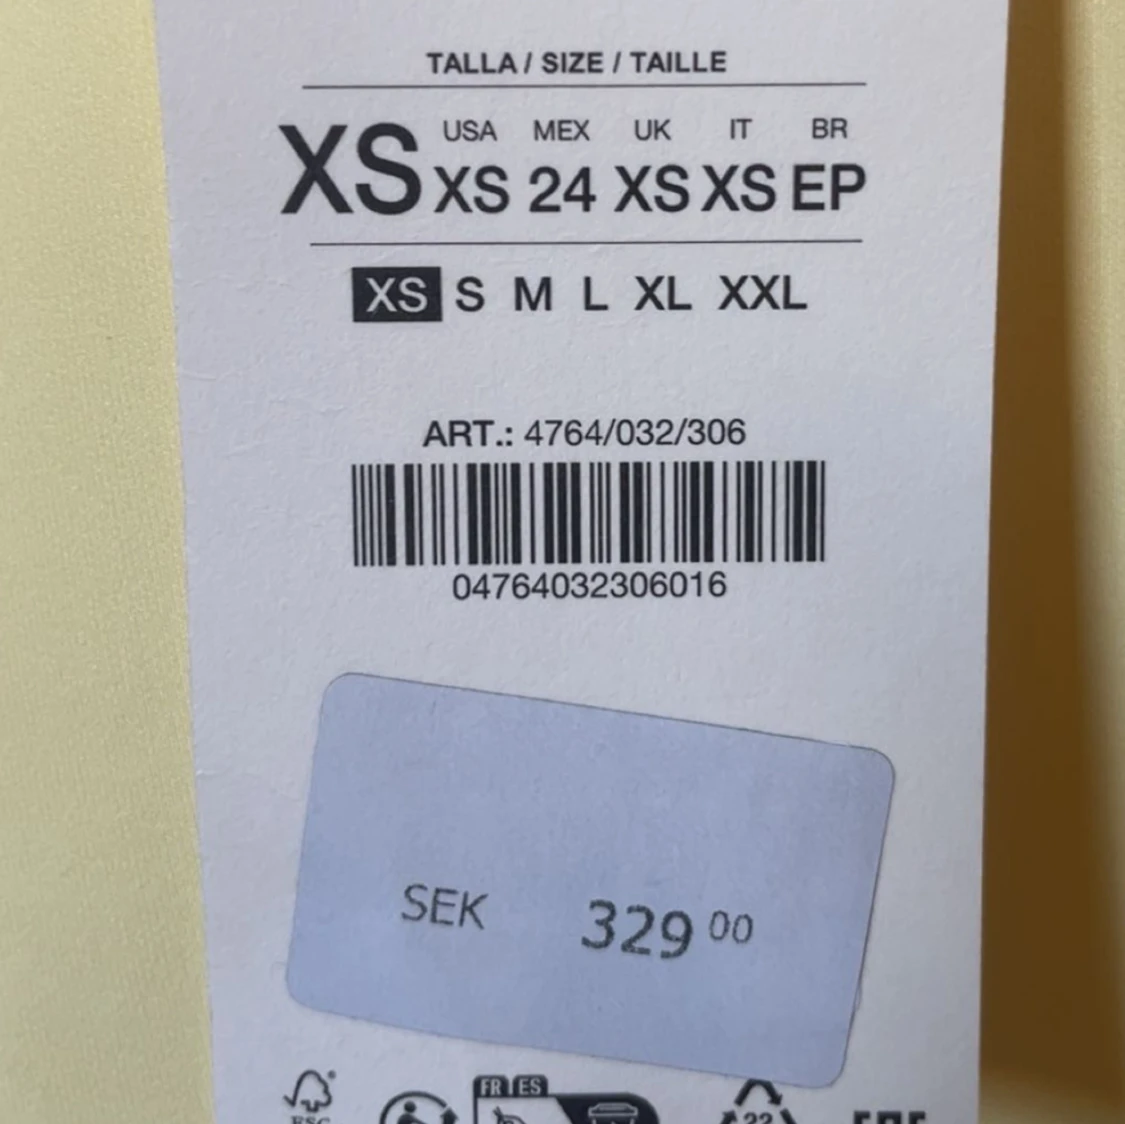 TALLA / SIZE / TAILLE
USA MEX UK IT BR
XS XS 24 XS XS EP
XS S M L XL XXL
ART.: 4764/032/306
04764032306016
SEK 329 00
FR ES
22